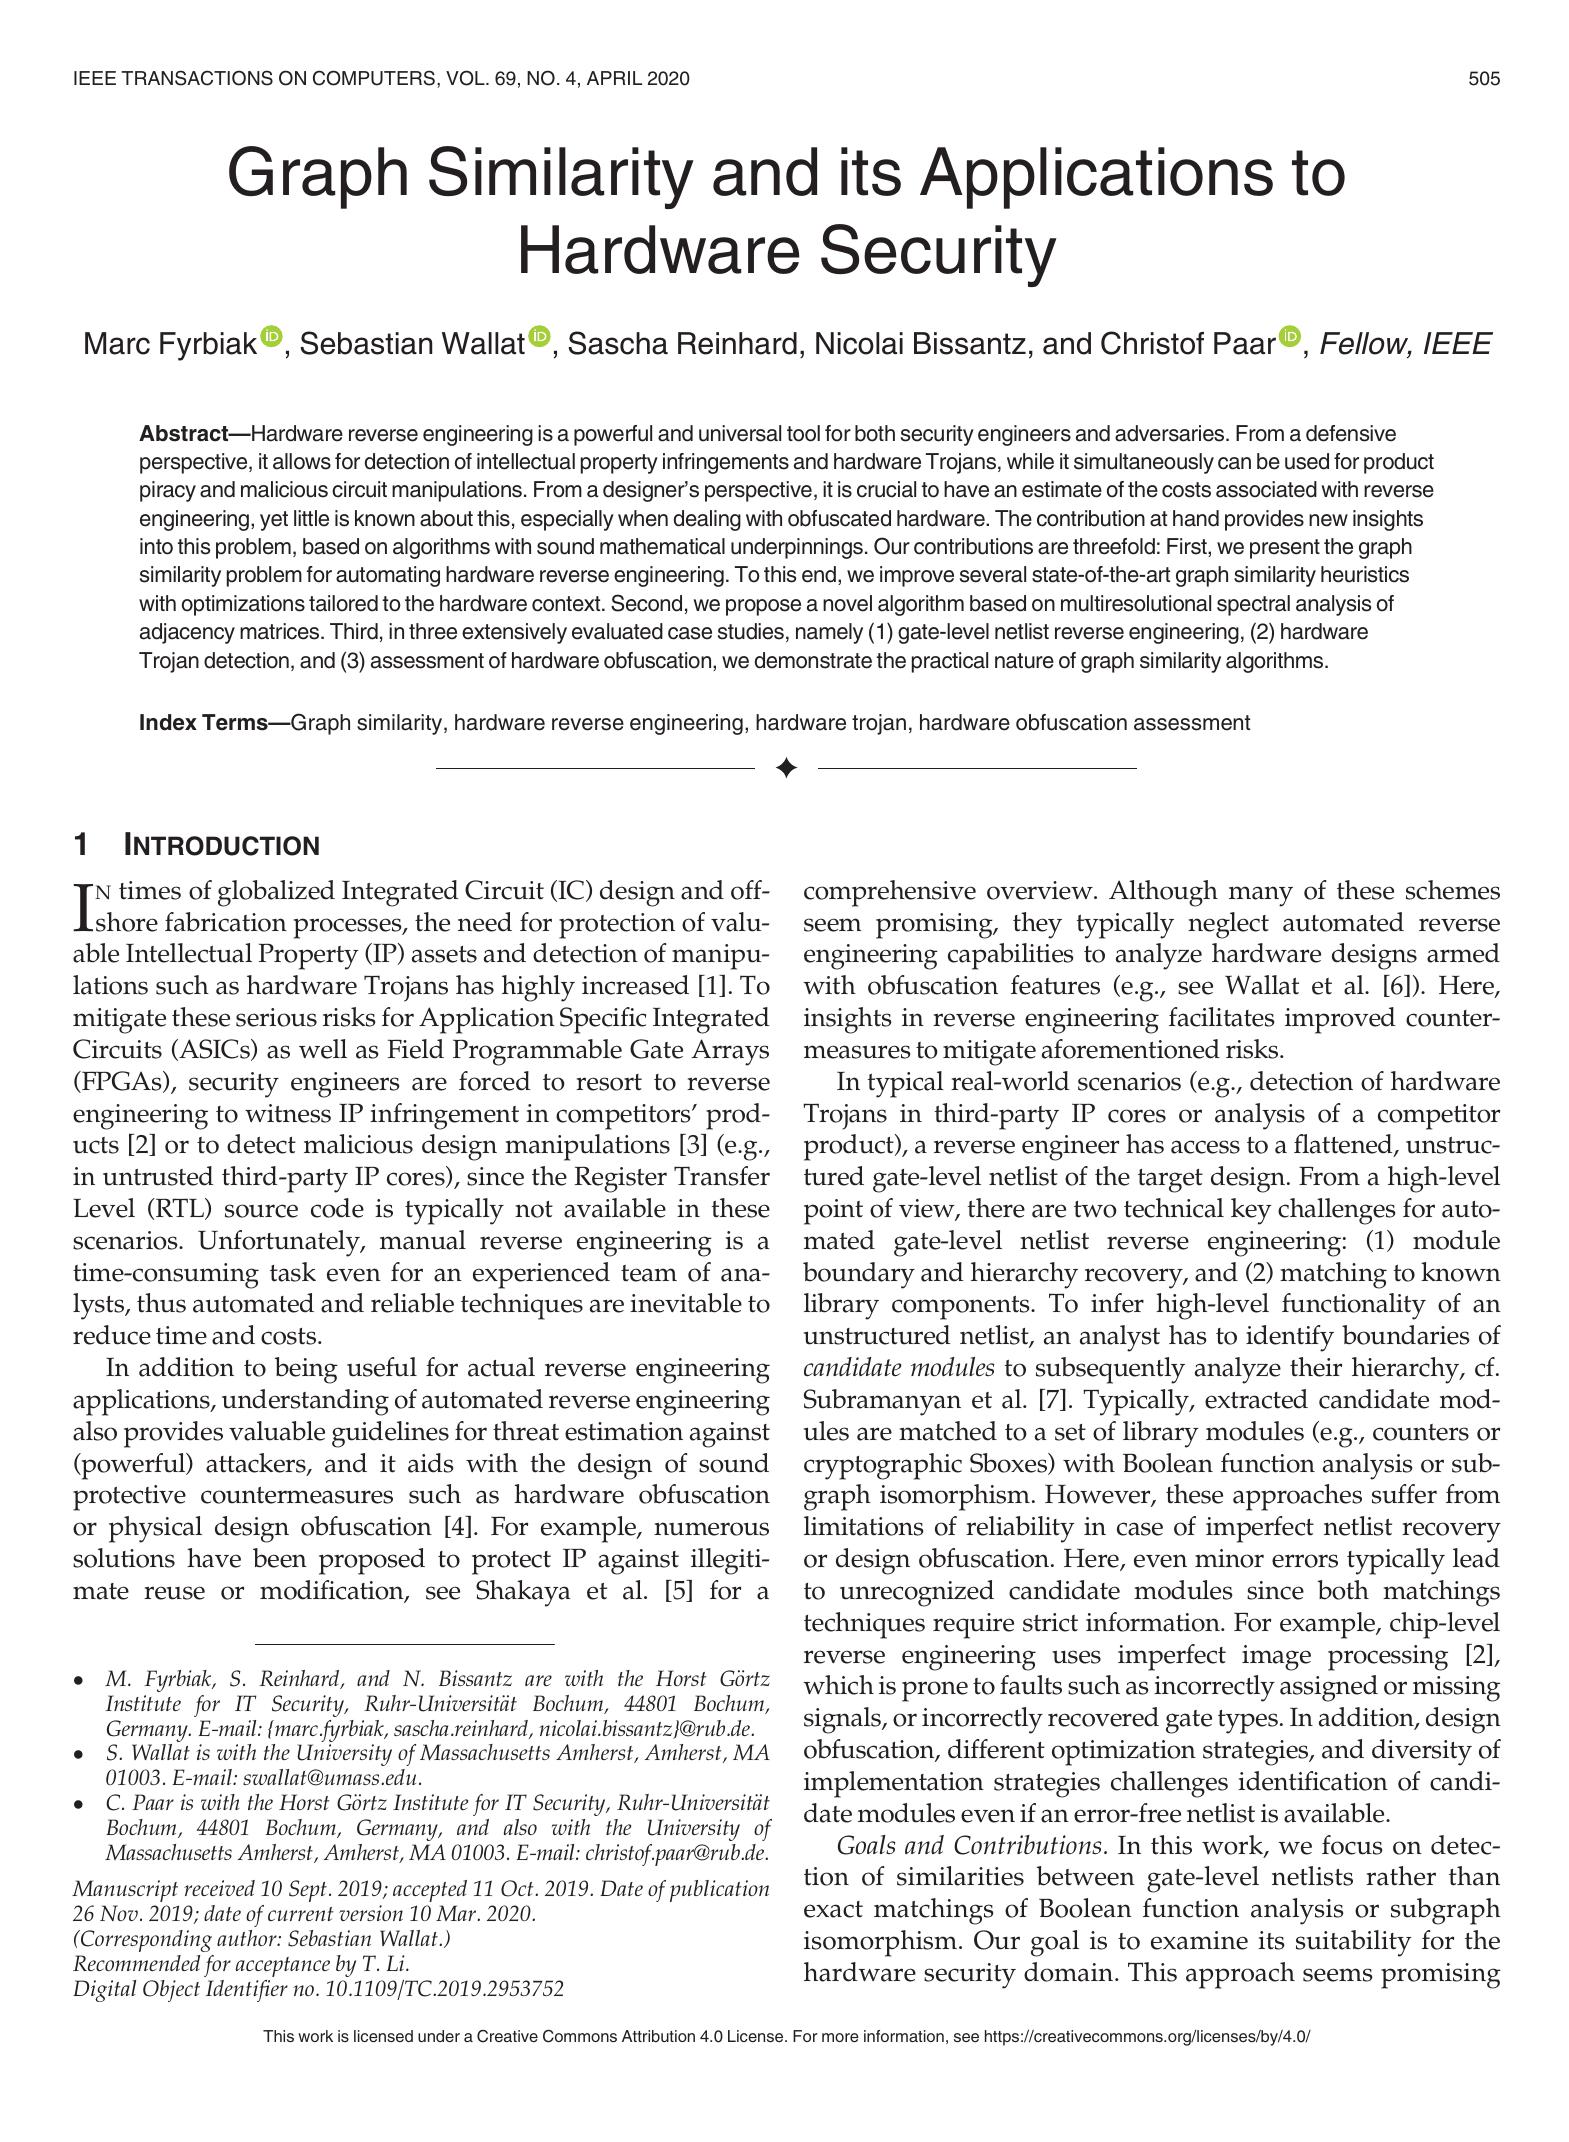 IEEE TRANSACTIONS ON COMPUTERS, VOL. 69, NO. 4, APRIL 2020 505
Graph Similarity and its Applications to
Hardware Security
Marc Fyrbiak iD, Sebastian Wallat iD, Sascha Reinhard, Nicolai Bissantz, and Christof Paar iD, Fellow, IEEE
Abstract—Hardware reverse engineering is a powerful and universal tool for both security engineers and adversaries. From a defensive
perspective, it allows for detection of intellectual property infringements and hardware Trojans, while it simultaneously can be used for product
piracy and malicious circuit manipulations. From a designer's perspective, it is crucial to have an estimate of the costs associated with reverse
engineering, yet little is known about this, especially when dealing with obfuscated hardware. The contribution at hand provides new insights
into this problem, based on algorithms with sound mathematical underpinnings. Our contributions are threefold: First, we present the graph
similarity problem for automating hardware reverse engineering. To this end, we improve several state-of-the-art graph similarity heuristics
with optimizations tailored to the hardware context. Second, we propose a novel algorithm based on multiresolutional spectral analysis of
adjacency matrices. Third, in three extensively evaluated case studies, namely (1) gate-level netlist reverse engineering, (2) hardware
Trojan detection, and (3) assessment of hardware obfuscation, we demonstrate the practical nature of graph similarity algorithms.
Index Terms—Graph similarity, hardware reverse engineering, hardware trojan, hardware obfuscation assessment
1 INTRODUCTION
IN times of globalized Integrated Circuit (IC) design and off-
shore fabrication processes, the need for protection of valu-
able Intellectual Property (IP) assets and detection of manipu-
lations such as hardware Trojans has highly increased [1]. To
mitigate these serious risks for Application Specific Integrated
Circuits (ASICs) as well as Field Programmable Gate Arrays
(FPGAs), security engineers are forced to resort to reverse
engineering to witness IP infringement in competitors' prod-
ucts [2] or to detect malicious design manipulations [3] (e.g.,
in untrusted third-party IP cores), since the Register Transfer
Level (RTL) source code is typically not available in these
scenarios. Unfortunately, manual reverse engineering is a
time-consuming task even for an experienced team of ana-
lysts, thus automated and reliable techniques are inevitable to
reduce time and costs.
In addition to being useful for actual reverse engineering
applications, understanding of automated reverse engineering
also provides valuable guidelines for threat estimation against
(powerful) attackers, and it aids with the design of sound
protective countermeasures such as hardware obfuscation
or physical design obfuscation [4]. For example, numerous
solutions have been proposed to protect IP against illegiti-
mate reuse or modification, see Shakaya et al. [5] for a
• M. Fyrbiak, S. Reinhard, and N. Bissantz are with the Horst Görtz
Institute for IT Security, Ruhr-Universität Bochum, 44801 Bochum,
Germany. E-mail: {marc.fyrbiak, sascha.reinhard, nicolai.bissantz}@rub.de.
• S. Wallat is with the University of Massachusetts Amherst, Amherst, MA
01003. E-mail: swallat@umass.edu.
• C. Paar is with the Horst Görtz Institute for IT Security, Ruhr-Universität
Bochum, 44801 Bochum, Germany, and also with the University of
Massachusetts Amherst, Amherst, MA 01003. E-mail: christof.paar@rub.de.
Manuscript received 10 Sept. 2019; accepted 11 Oct. 2019. Date of publication
26 Nov. 2019; date of current version 10 Mar. 2020.
(Corresponding author: Sebastian Wallat.)
Recommended for acceptance by T. Li.
Digital Object Identifier no. 10.1109/TC.2019.2953752
comprehensive overview. Although many of these schemes
seem promising, they typically neglect automated reverse
engineering capabilities to analyze hardware designs armed
with obfuscation features (e.g., see Wallat et al. [6]). Here,
insights in reverse engineering facilitates improved counter-
measures to mitigate aforementioned risks.
In typical real-world scenarios (e.g., detection of hardware
Trojans in third-party IP cores or analysis of a competitor
product), a reverse engineer has access to a flattened, unstruc-
tured gate-level netlist of the target design. From a high-level
point of view, there are two technical key challenges for auto-
mated gate-level netlist reverse engineering: (1) module
boundary and hierarchy recovery, and (2) matching to known
library components. To infer high-level functionality of an
unstructured netlist, an analyst has to identify boundaries of
candidate modules to subsequently analyze their hierarchy, cf.
Subramanyan et al. [7]. Typically, extracted candidate mod-
ules are matched to a set of library modules (e.g., counters or
cryptographic Sboxes) with Boolean function analysis or sub-
graph isomorphism. However, these approaches suffer from
limitations of reliability in case of imperfect netlist recovery
or design obfuscation. Here, even minor errors typically lead
to unrecognized candidate modules since both matchings
techniques require strict information. For example, chip-level
reverse engineering uses imperfect image processing [2],
which is prone to faults such as incorrectly assigned or missing
signals, or incorrectly recovered gate types. In addition, design
obfuscation, different optimization strategies, and diversity of
implementation strategies challenges identification of candi-
date modules even if an error-free netlist is available.
Goals and Contributions. In this work, we focus on detec-
tion of similarities between gate-level netlists rather than
exact matchings of Boolean function analysis or subgraph
isomorphism. Our goal is to examine its suitability for the
hardware security domain. This approach seems promising
This work is licensed under a Creative Commons Attribution 4.0 License. For more information, see https://creativecommons.org/licenses/by/4.0/